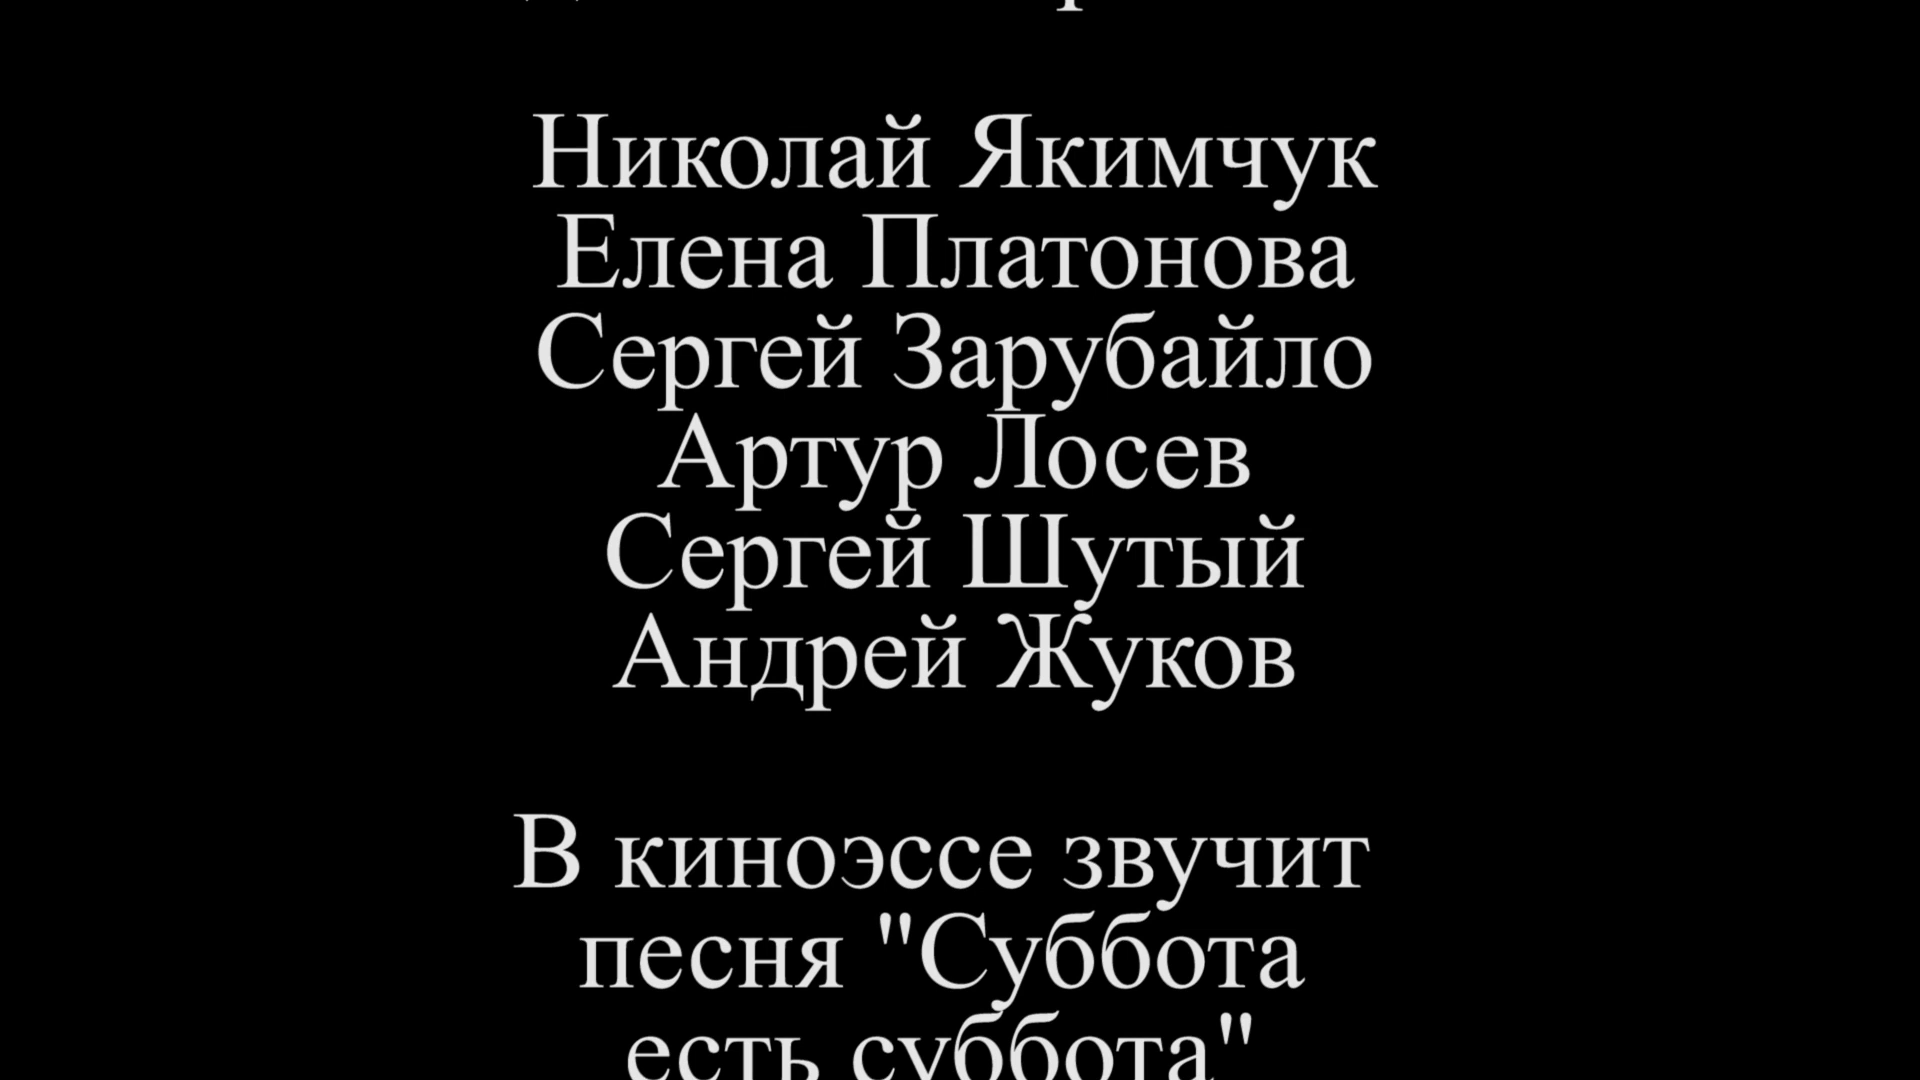 Николай Якимчук
Елена Платонова
Сергей Зарубайло
Артур Лосев
Сергей Шутый
Андрей Жуков
В киноэссе звучит
песня "Суббота
есть суббота"